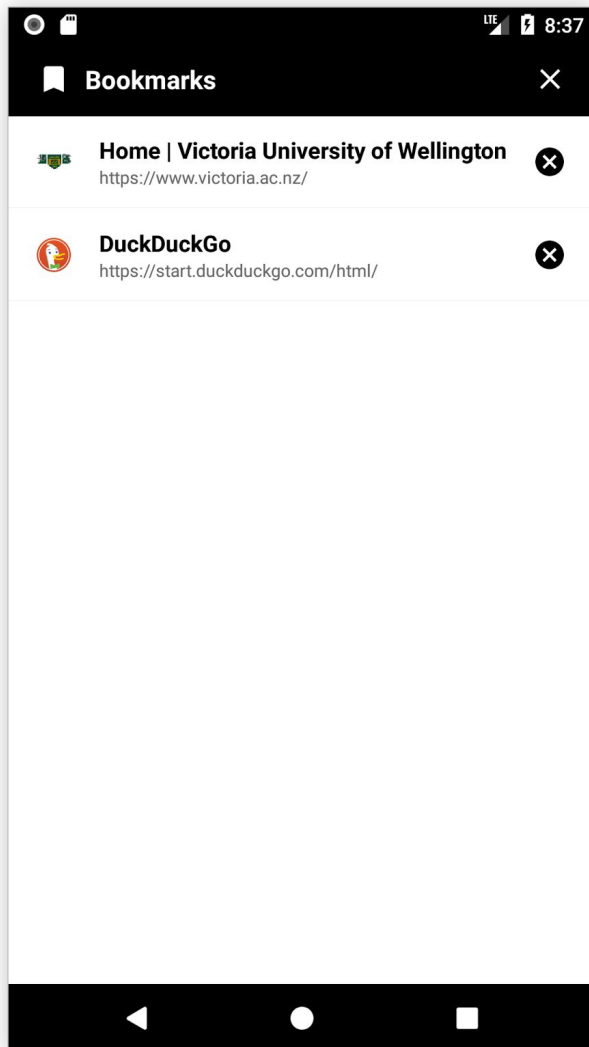 LTE 8:37
Bookmarks
Home | Victoria University of Wellington
https://www.victoria.ac.nz/
DuckDuckGo
https://start.duckduckgo.com/html/